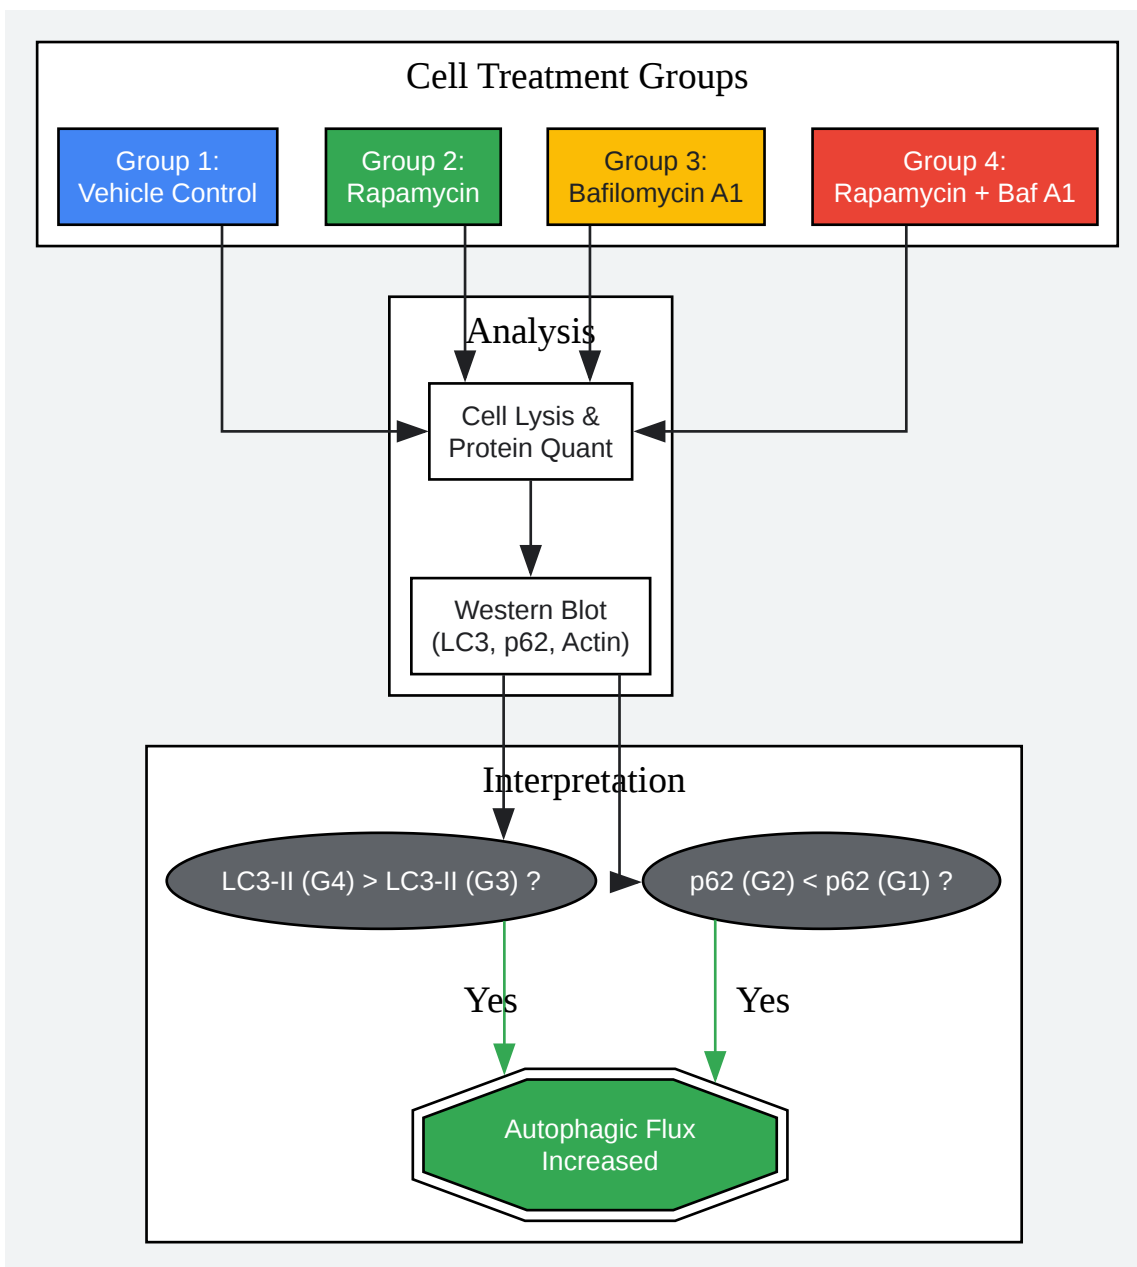 Cell Treatment Groups
Group 1:
Vehicle Control
Group 2:
Rapamycin
Group 3:
Bafilomycin A1
Group 4:
Rapamycin + Baf A1
Analysis
Cell Lysis &
Protein Quant
Western Blot
(LC3, p62, Actin)
Interpretation
LC3-II (G4) > LC3-II (G3) ?
p62 (G2) < p62 (G1) ?
Yes
Yes
Autophagic Flux
Increased